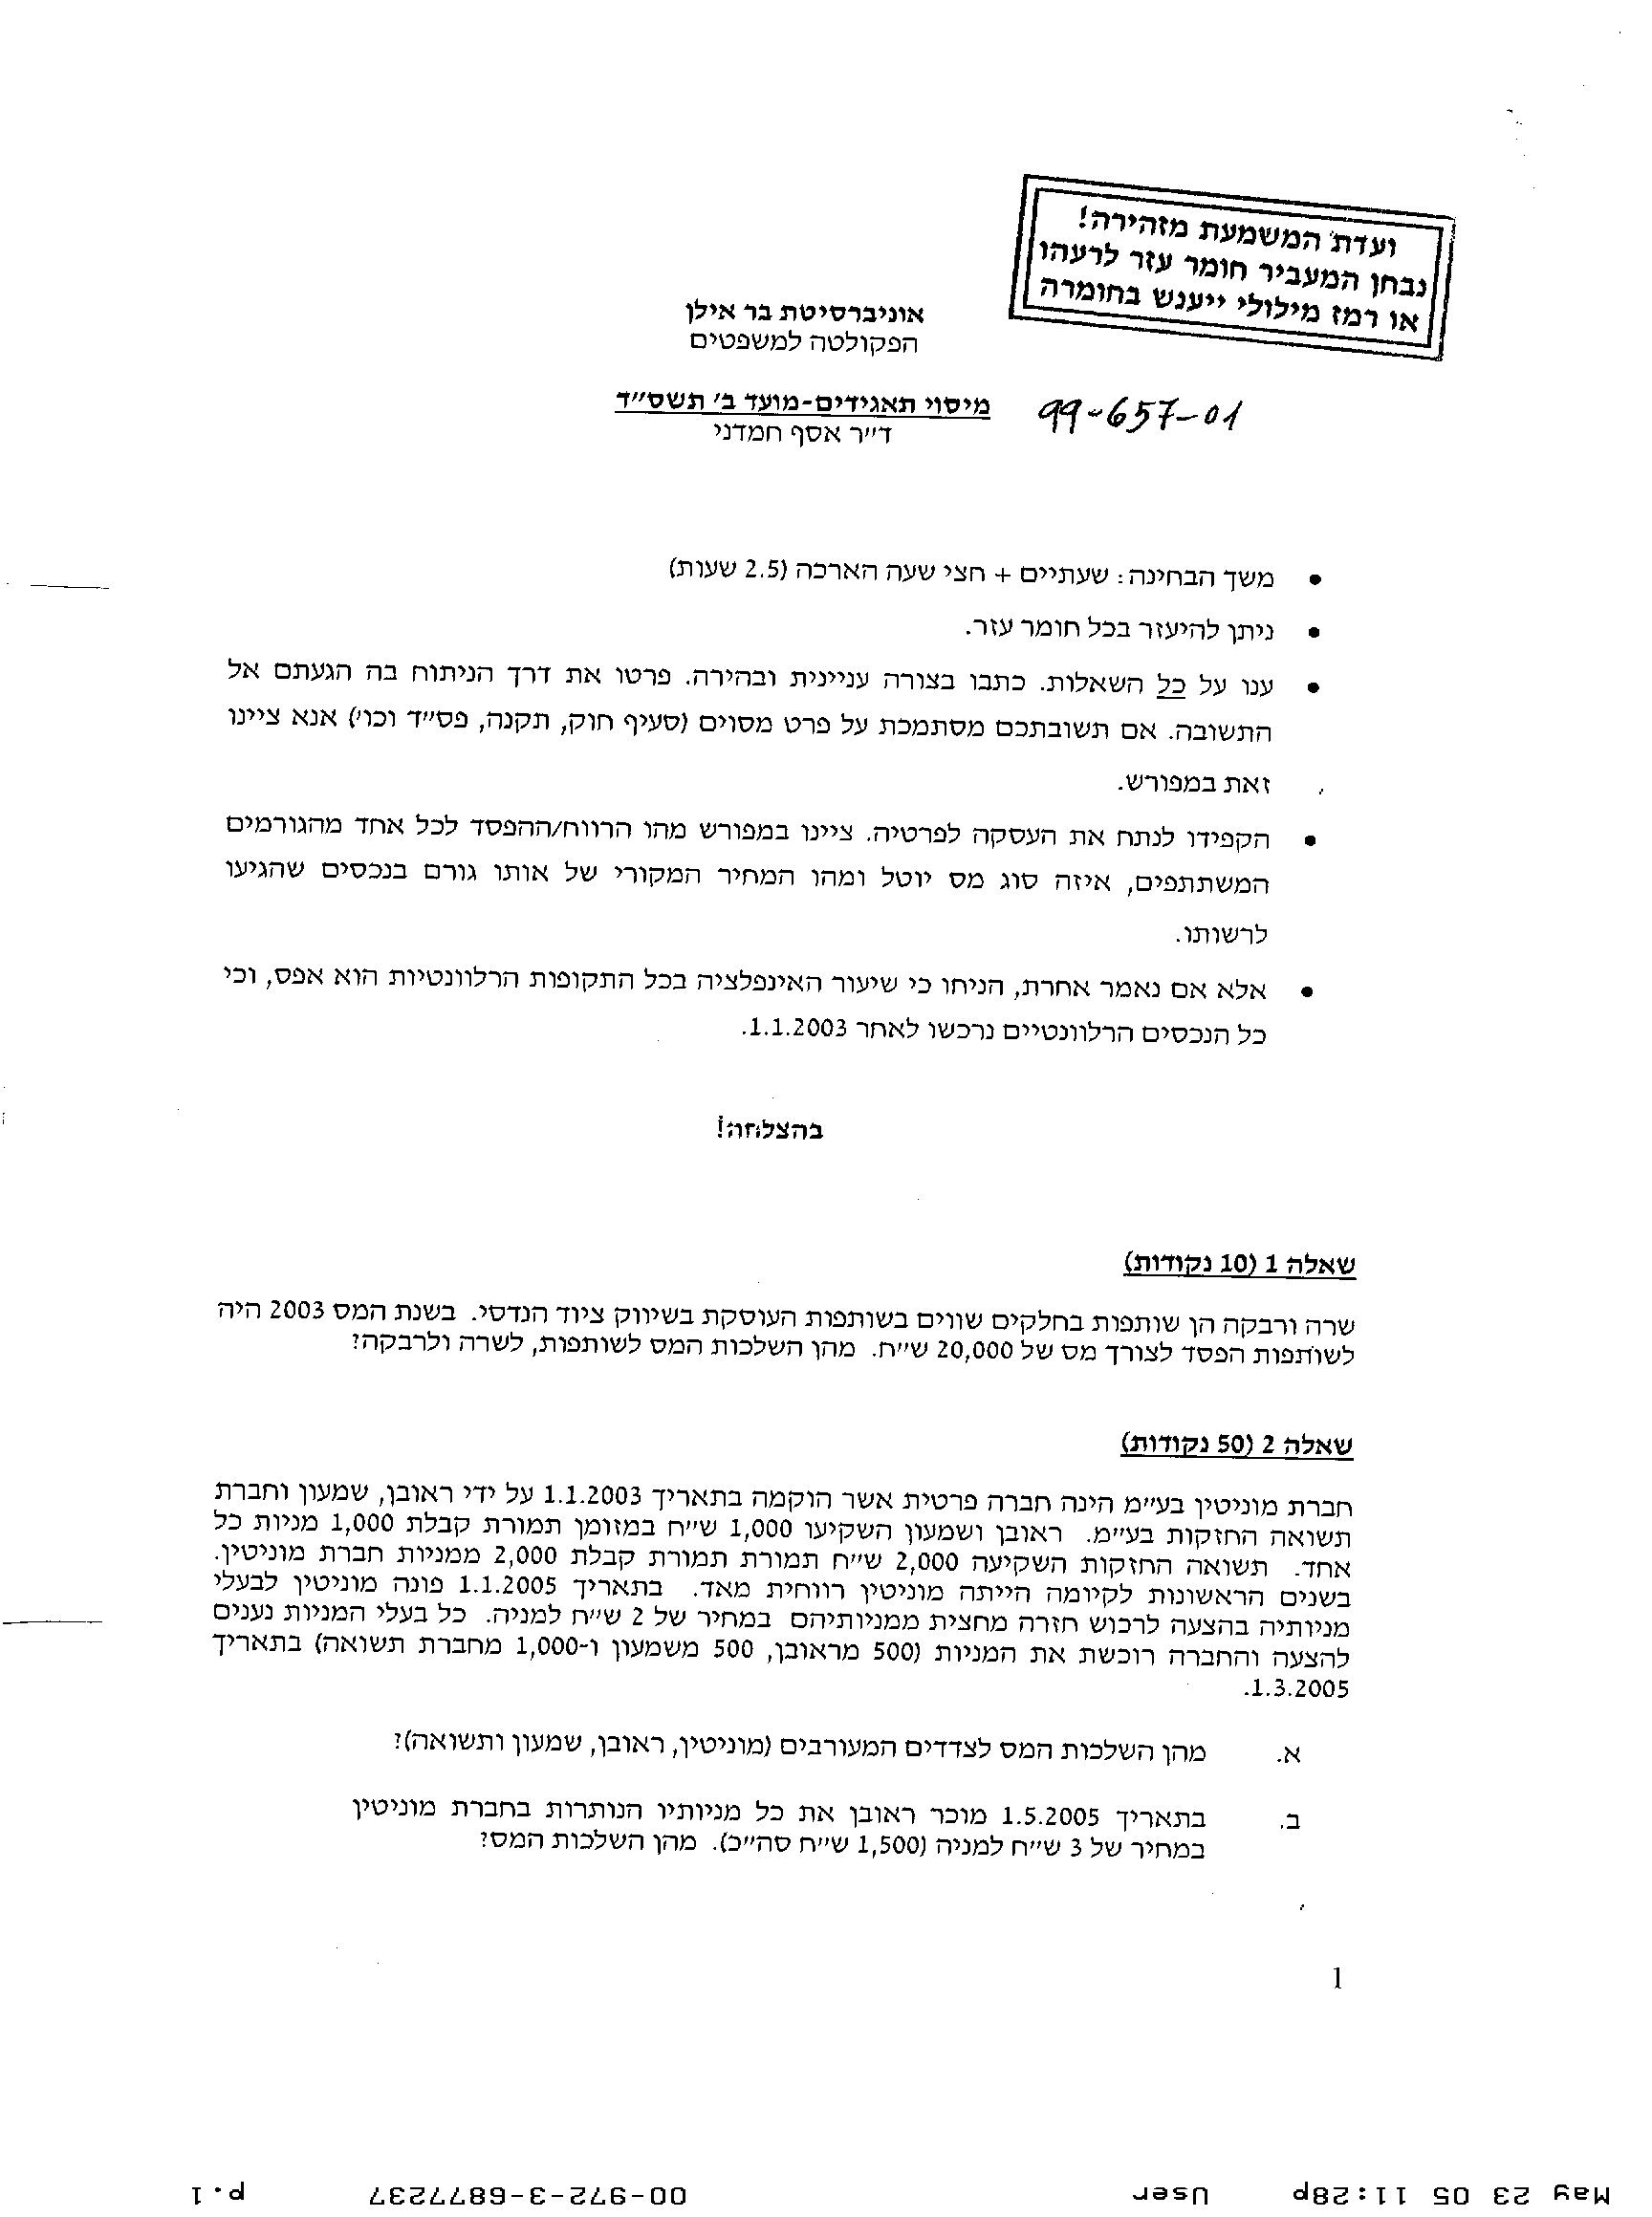 ועדת המשמעת מזהירה!
נבחן המעביר חומר עזר לרעהו
או רמז מילולי ייענש בחומרה
אוניברסיטת בר אילן
הפקולטה למשפטים
מיסוי תאגידים-מועד ב׳ תשס״ד
99-657-01
ד״ר אסף חמדני
• משך הבחינה: שעתיים + חצי שעה הארכה (2.5 שעות)
• ניתן להיעזר בכל חומר עזר.
• ענו על כל השאלות. כתבו בצורה עניינית ובהירה. פרטו את דרך הניתוח בה הגעתם אל
התשובה. אם תשובתכם מסתמכת על פרט מסוים (סעיף חוק, תקנה, פס״ד וכו׳) אנא ציינו
זאת במפורש.
• הקפידו לנתח את העסקה לפרטיה. ציינו במפורש מהו הרווח/ההפסד לכל אחד מהגורמים
המשתתפים, איזה סוג מס יוטל ומהו המחיר המקורי של אותו גורם בנכסים שהגיעו
לרשותו.
• אלא אם נאמר אחרת, הניחו כי שיעור האינפלציה בכל התקופות הרלוונטיות הוא אפס, וכי
כל הנכסים הרלוונטיים נרכשו לאחר 1.1.2003.
בהצלחה!
שאלה 1 (10 נקודות)
שרה ורבקה הן שותפות בחלקים שווים בשותפות העוסקת בשיווק ציוד הנדסי. בשנת המס 2003 היה
לשותפות הפסד לצורך מס של 20,000 ש״ח. מהן השלכות המס לשותפות, לשרה ולרבקה?
שאלה 2 (50 נקודות)
חברת מוניטין בע״מ הינה חברה פרטית אשר הוקמה בתאריך 1.1.2003 על ידי ראובן, שמעון וחברת
תשואה החזקות בע״מ. ראובן ושמעון השקיעו 1,000 ש״ח במזומן תמורת קבלת 1,000 מניות כל
אחד. תשואה החזקות השקיעה 2,000 ש״ח תמורת תמורת קבלת 2,000 ממניות חברת מוניטין.
בשנים הראשונות לקיומה הייתה מוניטין רווחית מאד. בתאריך 1.1.2005 פונה מוניטין לבעלי
מניותיה בהצעה לרכוש חזרה מחצית ממניותיהם במחיר של 2 ש״ח למניה. כל בעלי המניות נענים
להצעה והחברה רוכשת את המניות (500 מראובן, 500 משמעון ו-1,000 מחברת תשואה) בתאריך
1.3.2005.
א. מהן השלכות המס לצדדים המעורבים (מוניטין, ראובן, שמעון ותשואה)?
ב. בתאריך 1.5.2005 מוכר ראובן את כל מניותיו הנותרות בחברת מוניטין
במחיר של 3 ש״ח למניה (1,500 ש״ח סה״כ). מהן השלכות המס?
1
May 23 05 11:28p User 00-972-3-6877237 p.1